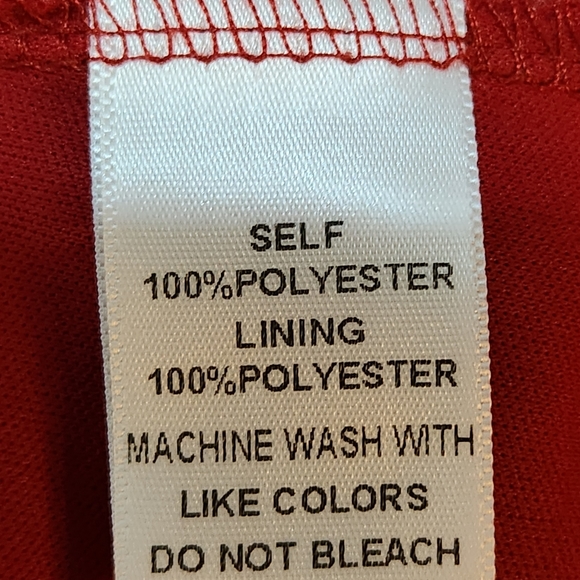 SELF
100%POLYESTER
LINING
100%POLYESTER
MACHINE WASH WITH
LIKE COLORS
DO NOT BLEACH